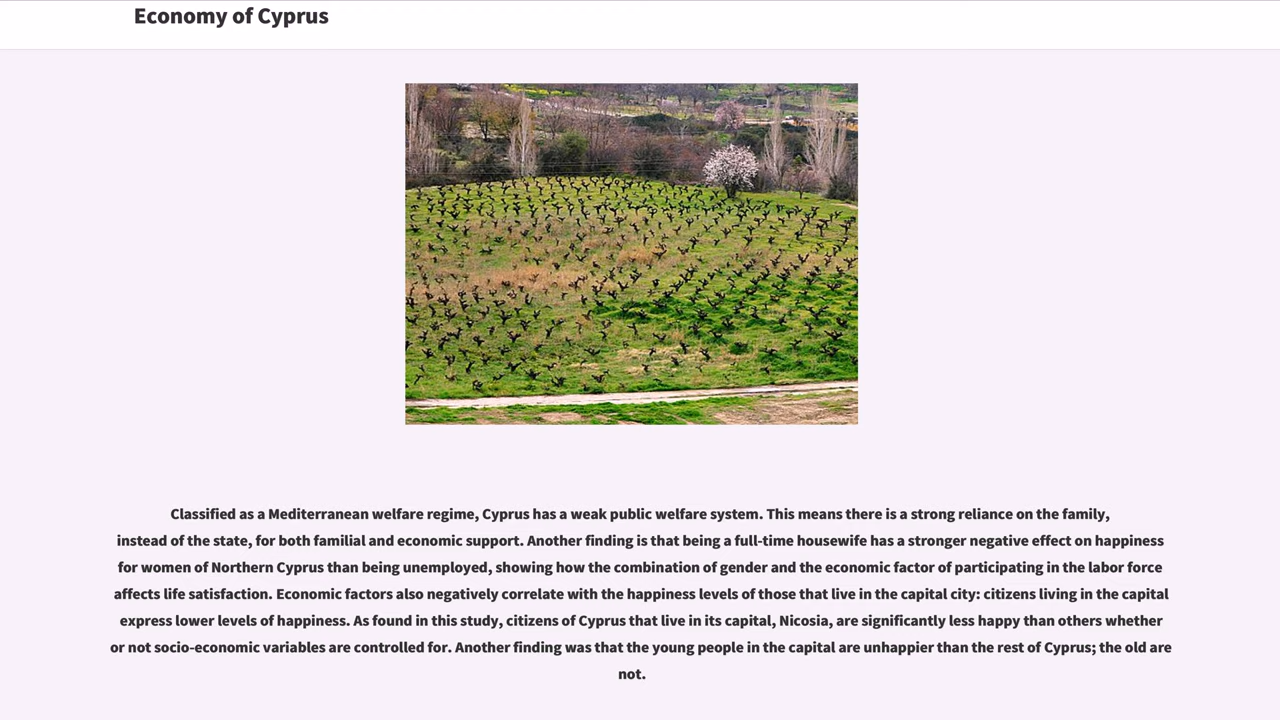 Economy of Cyprus
Classified as a Mediterranean welfare regime, Cyprus has a weak public welfare system. This means there is a strong reliance on the family,
instead of the state, for both familial and economic support. Another finding is that being a full-time housewife has a stronger negative effect on happiness
for women of Northern Cyprus than being unemployed, showing how the combination of gender and the economic factor of participating in the labor force
affects life satisfaction. Economic factors also negatively correlate with the happiness levels of those that live in the capital city: citizens living in the capital
express lower levels of happiness. As found in this study, citizens of Cyprus that live in its capital, Nicosia, are significantly less happy than others whether
or not socio-economic variables are controlled for. Another finding was that the young people in the capital are unhappier than the rest of Cyprus; the old are
not.